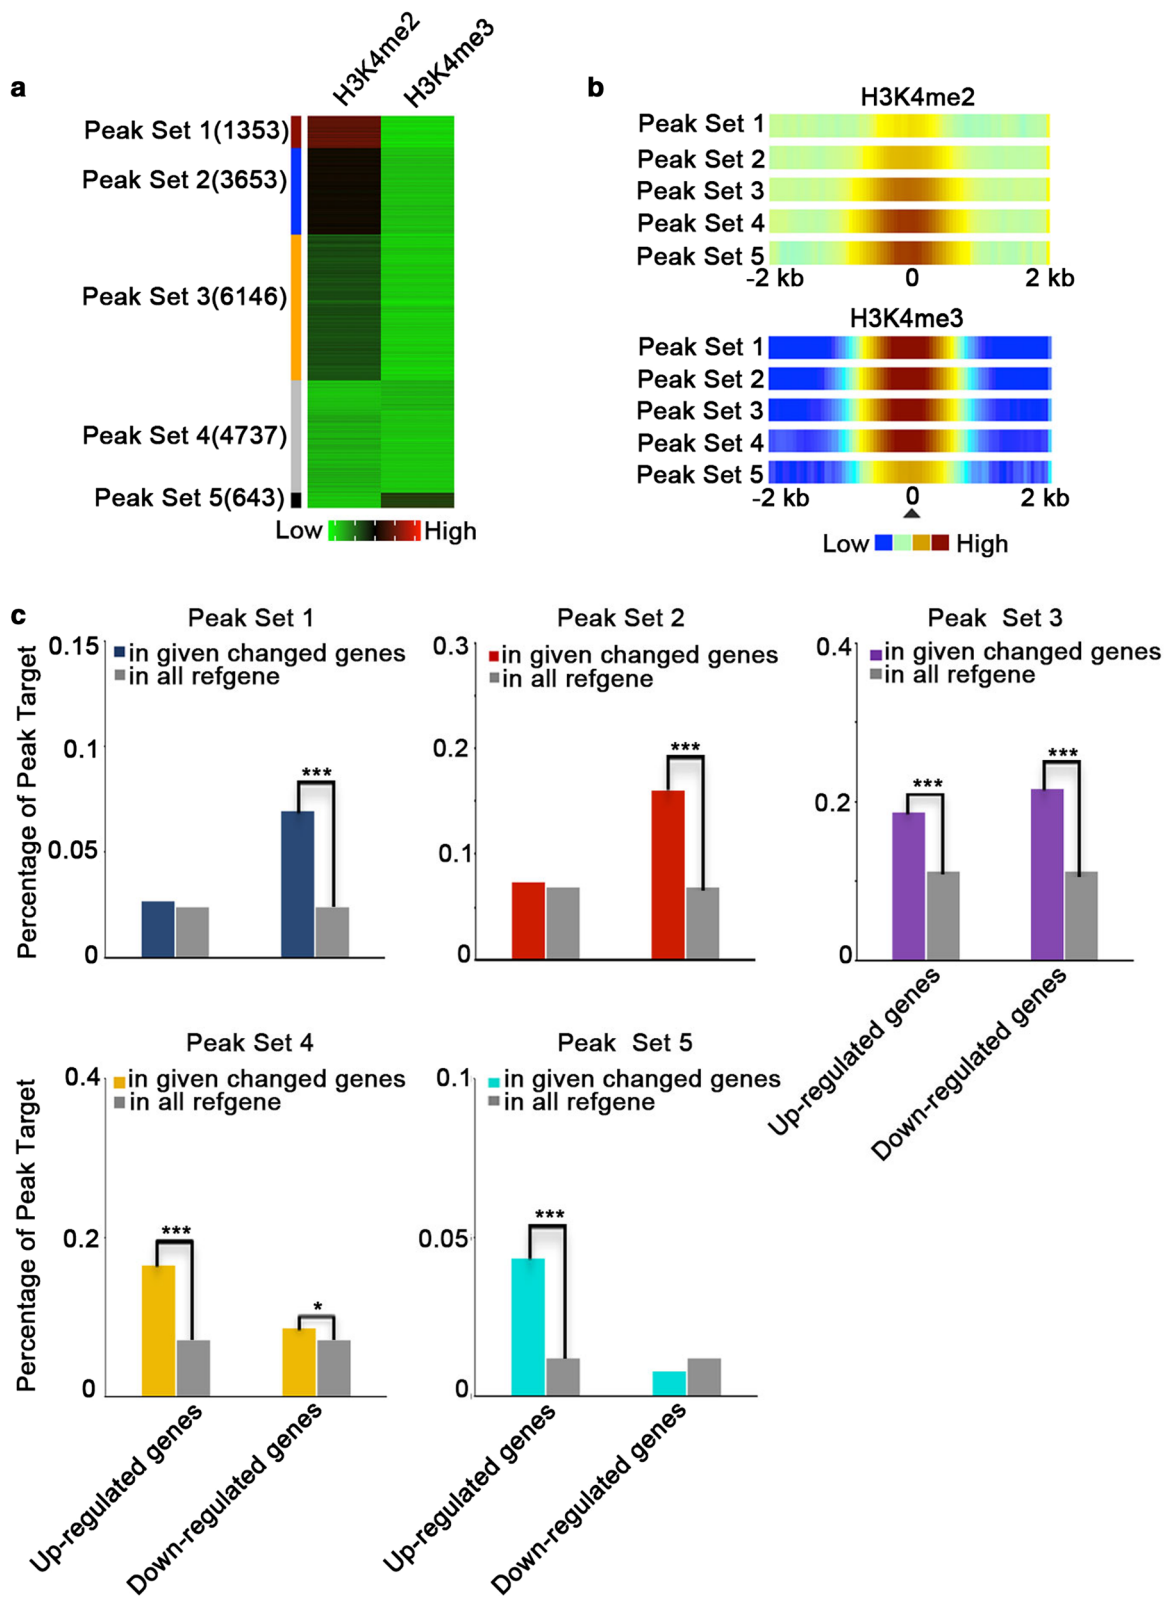 a
H3K4me2
H3K4me3
Peak Set 1(1353)
Peak Set 2(3653)
Peak Set 3(6146)
Peak Set 4(4737)
Peak Set 5(643)
Low
High
b
H3K4me2
Peak Set 1
Peak Set 2
Peak Set 3
Peak Set 4
Peak Set 5
-2 kb 0 2 kb
H3K4me3
Peak Set 1
Peak Set 2
Peak Set 3
Peak Set 4
Peak Set 5
-2 kb 0 2 kb
Low
High
c
Peak Set 1
Percentage of Peak Target
0.15
0.1
0.05
0
in given changed genes
in all refgene
***
Peak Set 2
0.3
0.2
0.1
0
in given changed genes
in all refgene
***
Peak Set 3
0.4
0.2
0
in given changed genes
in all refgene
***
***
Up-regulated genes
Down-regulated genes
Peak Set 4
Percentage of Peak Target
0.4
0.2
0
in given changed genes
in all refgene
***
*
Up-regulated genes
Down-regulated genes
Peak Set 5
0.1
0.05
0
in given changed genes
in all refgene
***
Up-regulated genes
Down-regulated genes